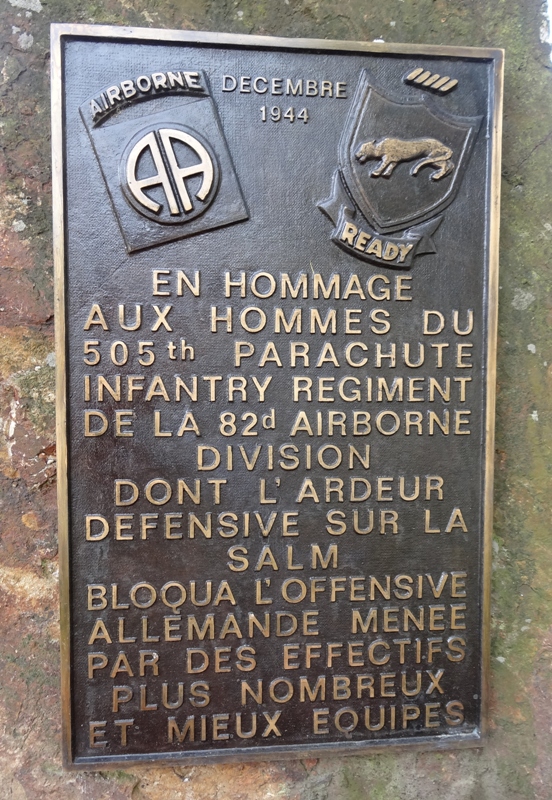 AIRBORNE
AA
DECEMBRE
1944
READY
EN HOMMAGE
AUX HOMMES DU
505th PARACHUTE
INFANTRY REGIMENT
DE LA 82d AIRBORNE
DIVISION
DONT L'ARDEUR
DEFENSIVE SUR LA
SALM
BLOQUA L'OFFENSIVE
ALLEMANDE MENEE
PAR DES EFFECTIFS
PLUS NOMBREUX
ET MIEUX EQUIPES